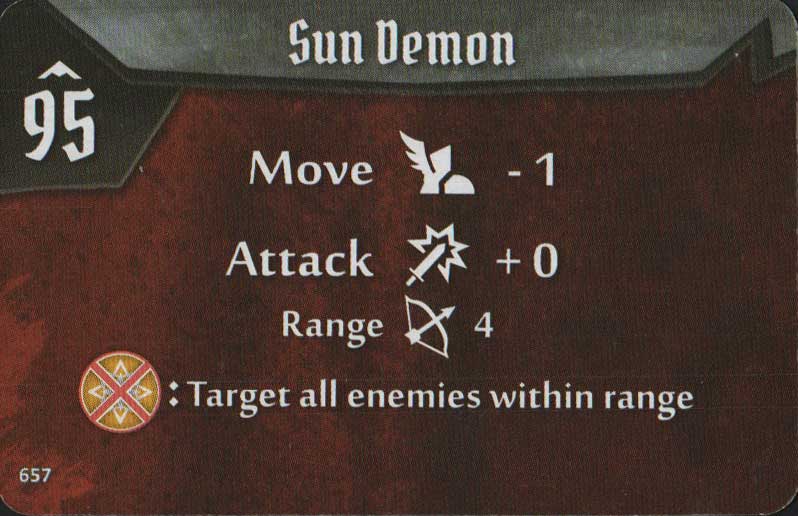 Sun Demon
95
Move - 1
Attack + 0
Range 4
: Target all enemies within range
657